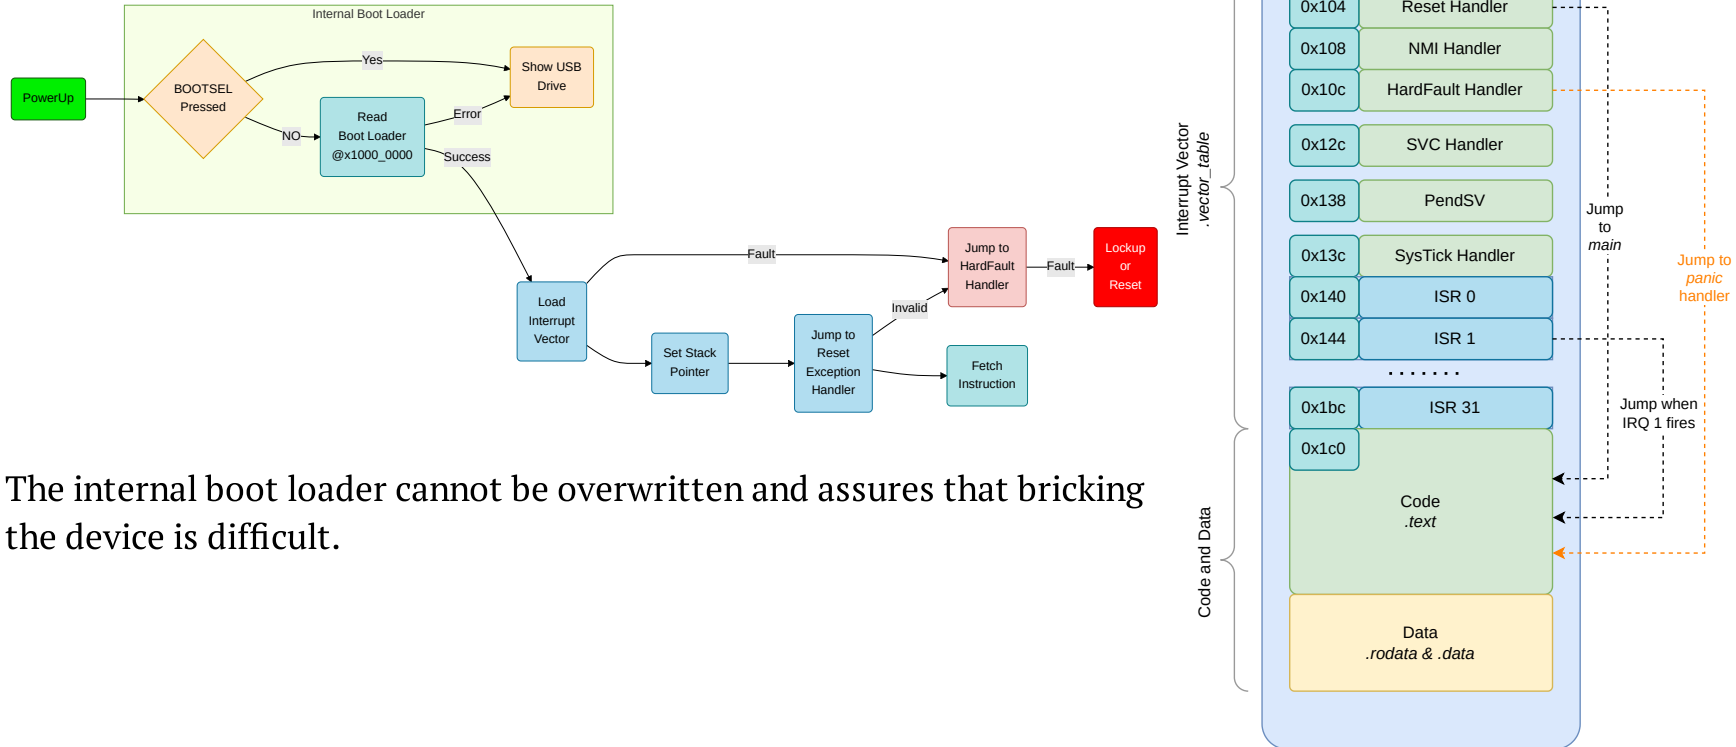 Internal Boot Loader
PowerUp
BOOTSEL
Pressed
Yes
NO
Read
Boot Loader
@x1000_0000
Error
Success
Show USB
Drive
Load
Interrupt
Vector
Fault
Set Stack
Pointer
Jump to
Reset
Exception
Handler
Invalid
Jump to
HardFault
Handler
Fault
Lockup
or
Reset
Fetch
Instruction
The internal boot loader cannot be overwritten and assures that bricking
the device is difficult.
Interrupt Vector
.vector_table
Code and Data
0x104 Reset Handler
0x108 NMI Handler
0x10c HardFault Handler
0x12c SVC Handler
0x138 PendSV
0x13c SysTick Handler
0x140 ISR 0
0x144 ISR 1
.......
0x1bc ISR 31
0x1c0
Code
.text
Data
.rodata & .data
Jump
to
main
Jump to
panic
handler
Jump when
IRQ 1 fires